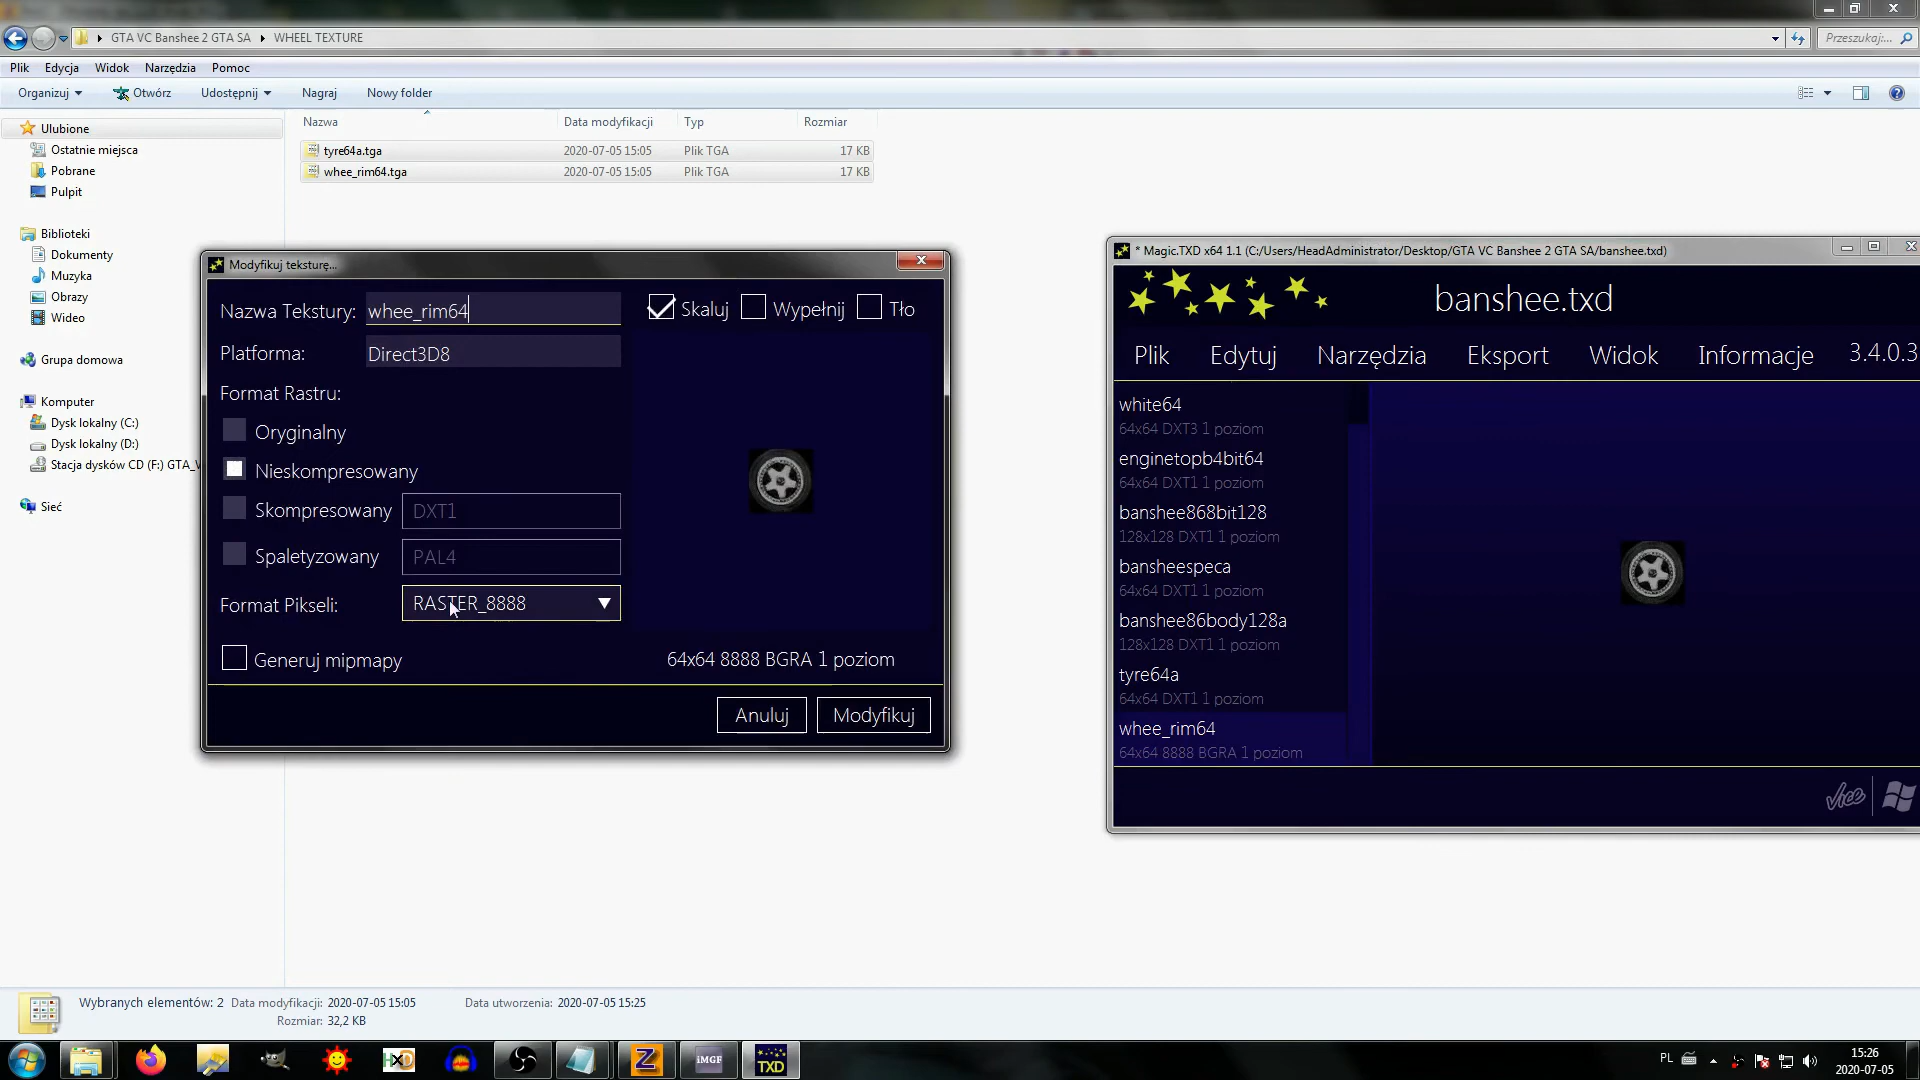 GTA VC Banshee 2 GTA SA
WHEEL TEXTURE
Przeszukaj:...
Plik
Edycja
Widok
Narzędzia
Pomoc
Organizuj
Otwórz
Udostępnij
Nagraj
Nowy folder
Ulubione
Ostatnie miejsca
Pobrane
Pulpit
Biblioteki
Dokumenty
Muzyka
Obrazy
Wideo
Grupa domowa
Komputer
Dysk lokalny (C:)
Dysk lokalny (D:)
Stacja dysków CD (F:) GTA_V
Sieć
Nazwa
Data modyfikacji
Typ
Rozmiar
tyre64a.tga
2020-07-05 15:05
Plik TGA
17 KB
whee_rim64.tga
2020-07-05 15:05
Plik TGA
17 KB
Modyfikuj teksturę...
Nazwa Tekstury:
whee_rim64
Skaluj
Wypełnij
Tło
Platforma:
Direct3D8
Format Rastru:
Oryginalny
Nieskompresowany
Skompresowany
DXT1
Spaletyzowany
PAL4
Format Pikseli:
RASTER_8888
Generuj mipmapy
64x64 8888 BGRA 1 poziom
Anuluj
Modyfikuj
* Magic.TXD x64 1.1 (C:/Users/HeadAdministrator/Desktop/GTA VC Banshee 2 GTA SA/banshee.txd)
banshee.txd
Plik
Edytuj
Narzędzia
Eksport
Widok
Informacje
3.4.0.3
white64
64x64 DXT3 1 poziom
enginetopb4bit64
64x64 DXT1 1 poziom
banshee868bit128
128x128 DXT1 1 poziom
bansheespeca
64x64 DXT1 1 poziom
banshee86body128a
128x128 DXT1 1 poziom
tyre64a
64x64 DXT1 1 poziom
whee_rim64
64x64 8888 BGRA 1 poziom
Vice
Wybranych elementów: 2
Data modyfikacji: 2020-07-05 15:05
Data utworzenia: 2020-07-05 15:25
Rozmiar: 32,2 KB
HXD
Z
iMGF
TXD
PL
15:26
2020-07-05